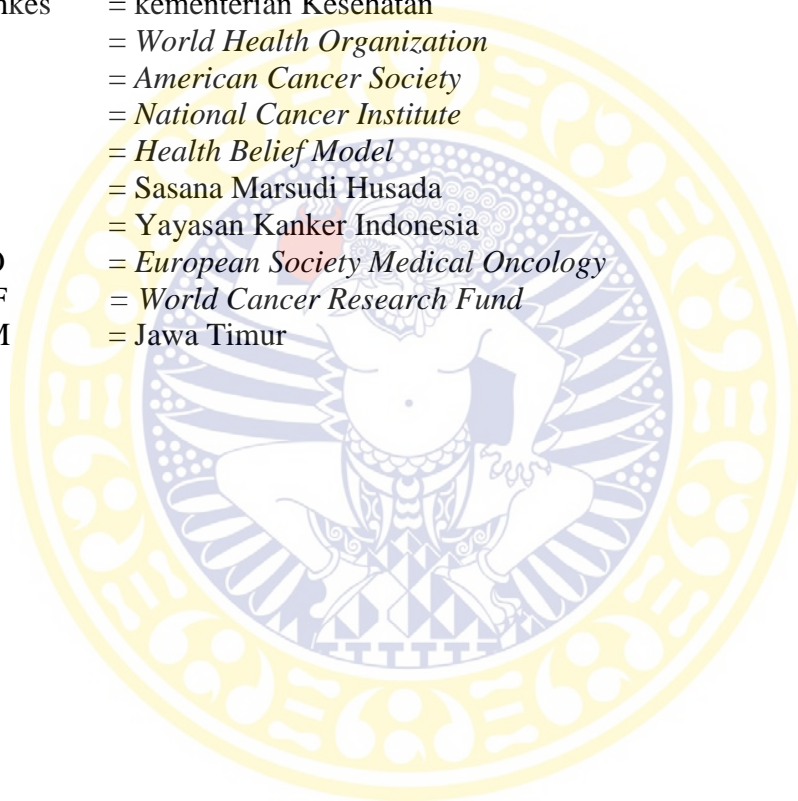 nkes = kementerian Kesehatan
= World Health Organization
= American Cancer Society
= National Cancer Institute
= Health Belief Model
= Sasana Marsudi Husada
= Yayasan Kanker Indonesia
O = European Society Medical Oncology
F = World Cancer Research Fund
M = Jawa Timur